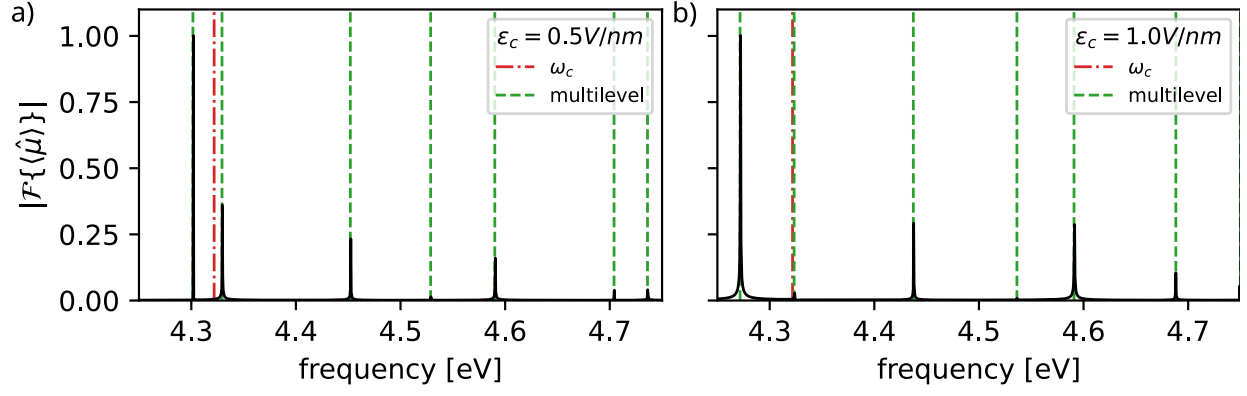 a)
|ℱ{⟨μ̂⟩}|
1.00
0.75
0.50
0.25
0.00
ε_c = 0.5V/nm
ω_c
multilevel
4.3 4.4 4.5 4.6 4.7
frequency [eV]
b)
ε_c = 1.0V/nm
ω_c
multilevel
4.3 4.4 4.5 4.6 4.7
frequency [eV]